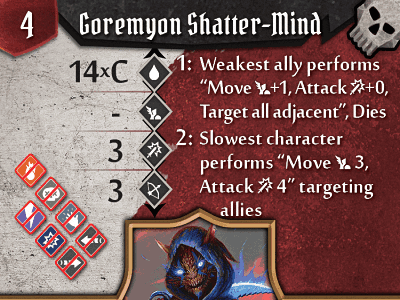 4 Goremyon Shatter-Mind
14xC
-
3
3
1: Weakest ally performs
“Move +1, Attack +0,
Target all adjacent”, Dies
2: Slowest character
performs “Move 3,
Attack 4” targeting
allies